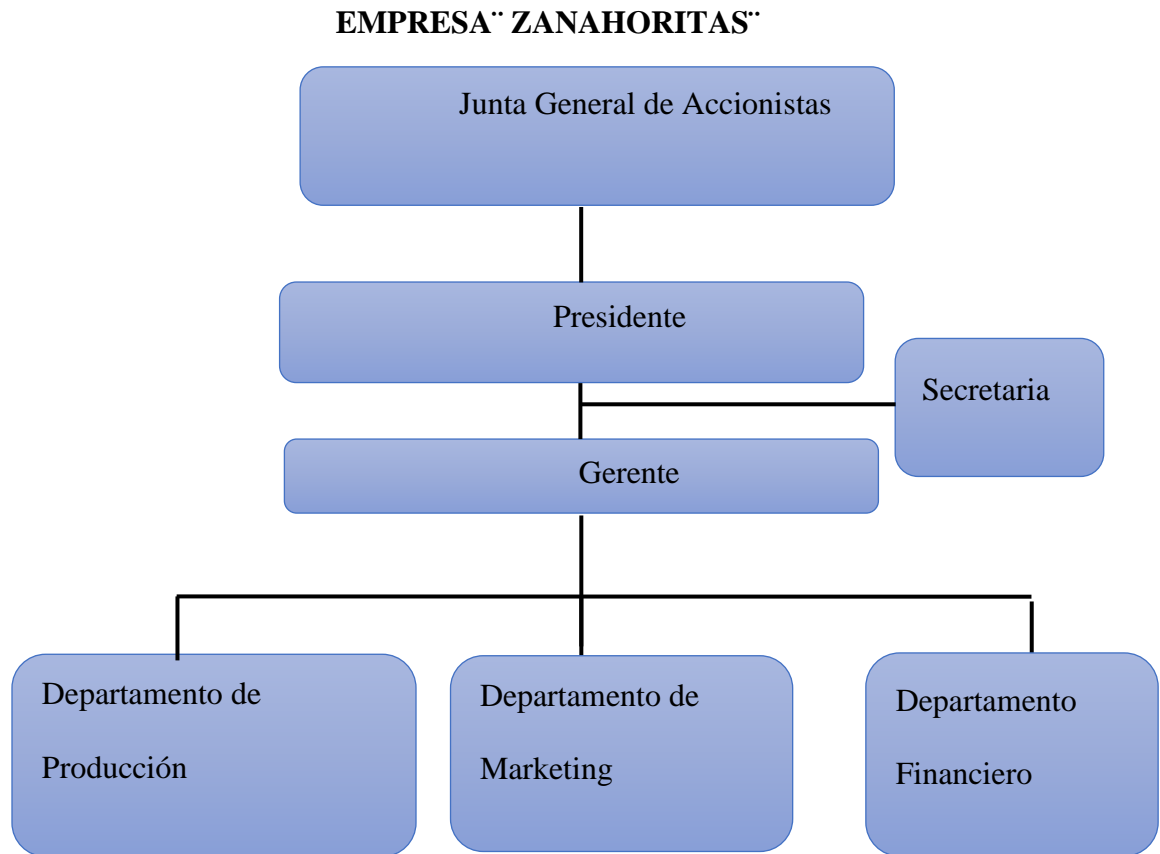 EMPRESA¨ ZANAHORITAS¨
Junta General de Accionistas
Presidente
Secretaria
Gerente
Departamento de
Producción
Departamento de
Marketing
Departamento
Financiero